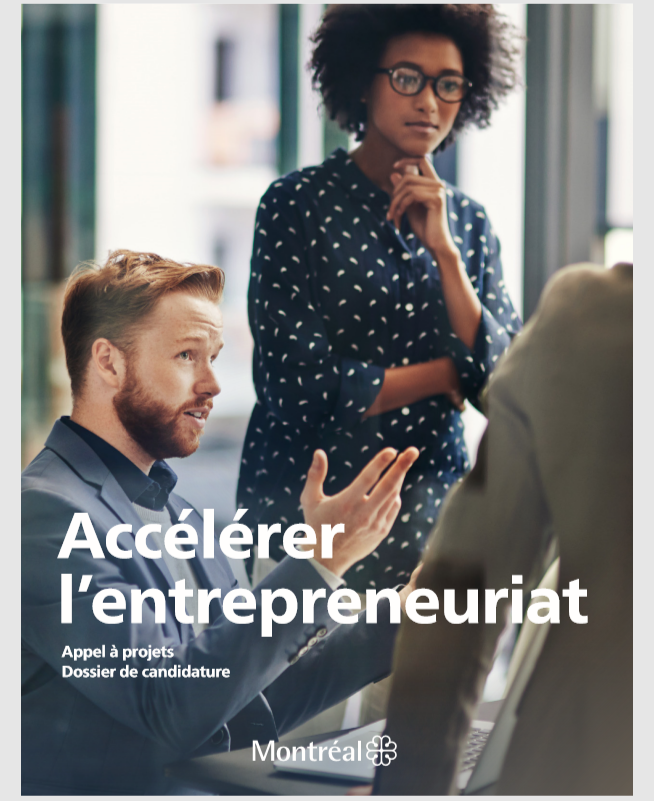 Accélérer
l’entrepreneuriat
Appel à projets
Dossier de candidature
Montréal